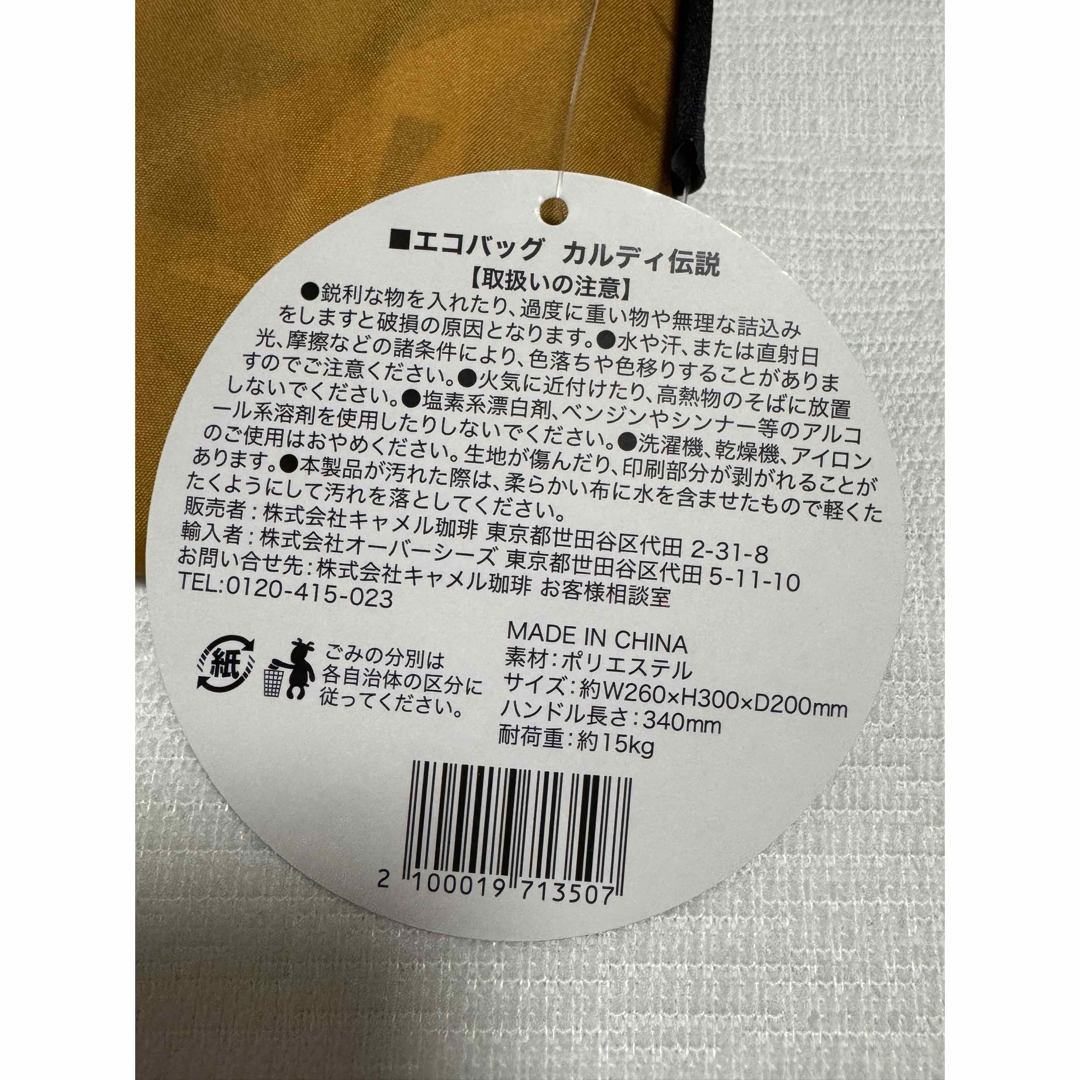 ■エコバッグ カルディ伝説
【取扱いの注意】
●鋭利な物を入れたり、過度に重い物や無理な詰込み
をしますと破損の原因となります。●水や汗、または直射日
光、摩擦などの諸条件により、色落ちや色移りすることがありま
すのでご注意ください。●火気に近付けたり、高熱物のそばに放置
しないでください。●塩素系漂白剤、ベンジンやシンナー等のアルコ
ール系溶剤を使用したりしないでください。●洗濯機、乾燥機、アイロン
のご使用はおやめください。生地が傷んだり、印刷部分が剥がれることが
あります。●本製品が汚れた際は、柔らかい布に水を含ませたもので軽くた
たくようにして汚れを落としてください。
販売者:株式会社キャメル珈琲 東京都世田谷区代田 2-31-8
輸入者:株式会社オーバーシーズ 東京都世田谷区代田 5-11-10
お問い合せ先:株式会社キャメル珈琲 お客様相談室
TEL:0120-415-023
紙
ごみの分別は
各自治体の区分に
従ってください。
MADE IN CHINA
素材:ポリエステル
サイズ:約W260×H300×D200mm
ハンドル長さ:340mm
耐荷重:約15kg
2 100019 713507